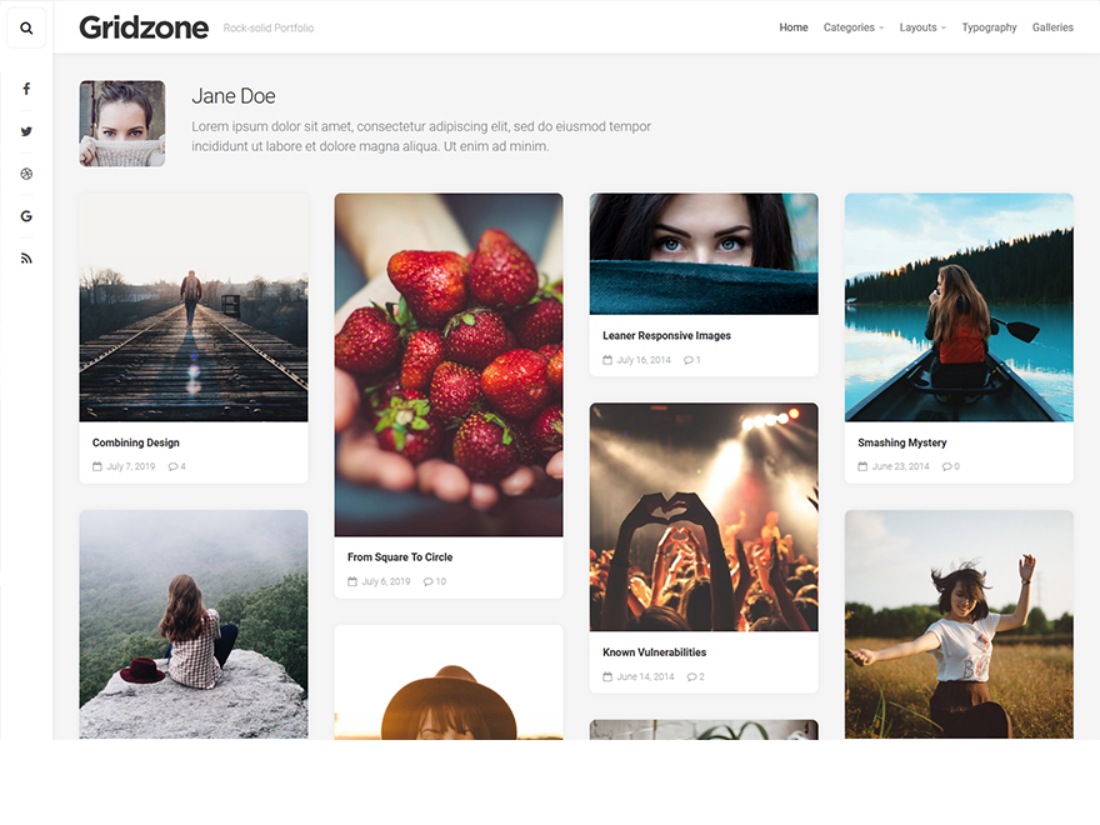 Gridzone
Rock-solid Portfolio
Home
Categories
Layouts
Typography
Galleries
Jane Doe
Lorem ipsum dolor sit amet, consectetur adipiscing elit, sed do eiusmod tempor
incididunt ut labore et dolore magna aliqua. Ut enim ad minim.
Combining Design
July 7, 2019 4
From Square To Circle
July 6, 2019 10
Leaner Responsive Images
July 16, 2014 1
Known Vulnerabilities
June 14, 2014 2
Smashing Mystery
June 23, 2014 0